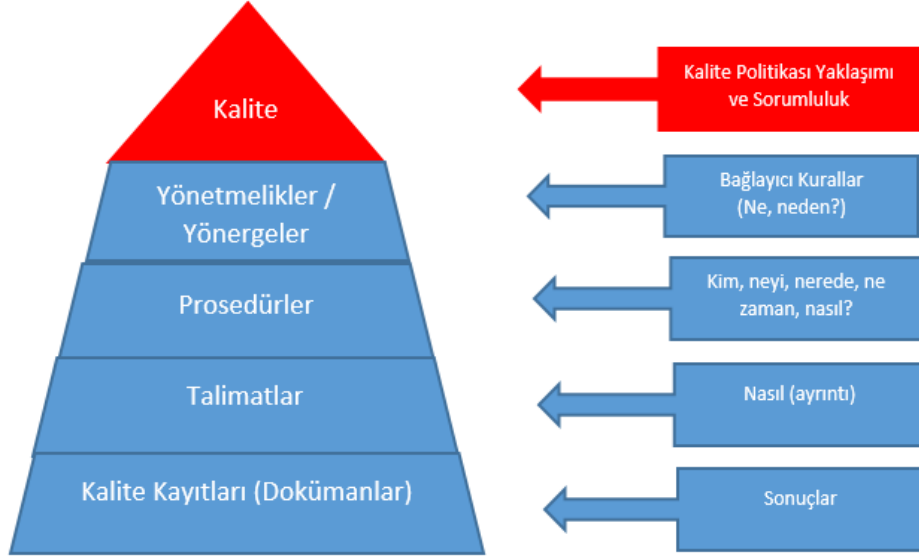 Kalite
Kalite Politikası Yaklaşımı
ve Sorumluluk
Yönetmelikler /
Yönergeler
Bağlayıcı Kurallar
(Ne, neden?)
Prosedürler
Kim, neyi, nerede, ne
zaman, nasıl?
Talimatlar
Nasıl (ayrıntı)
Kalite Kayıtları (Dokümanlar)
Sonuçlar